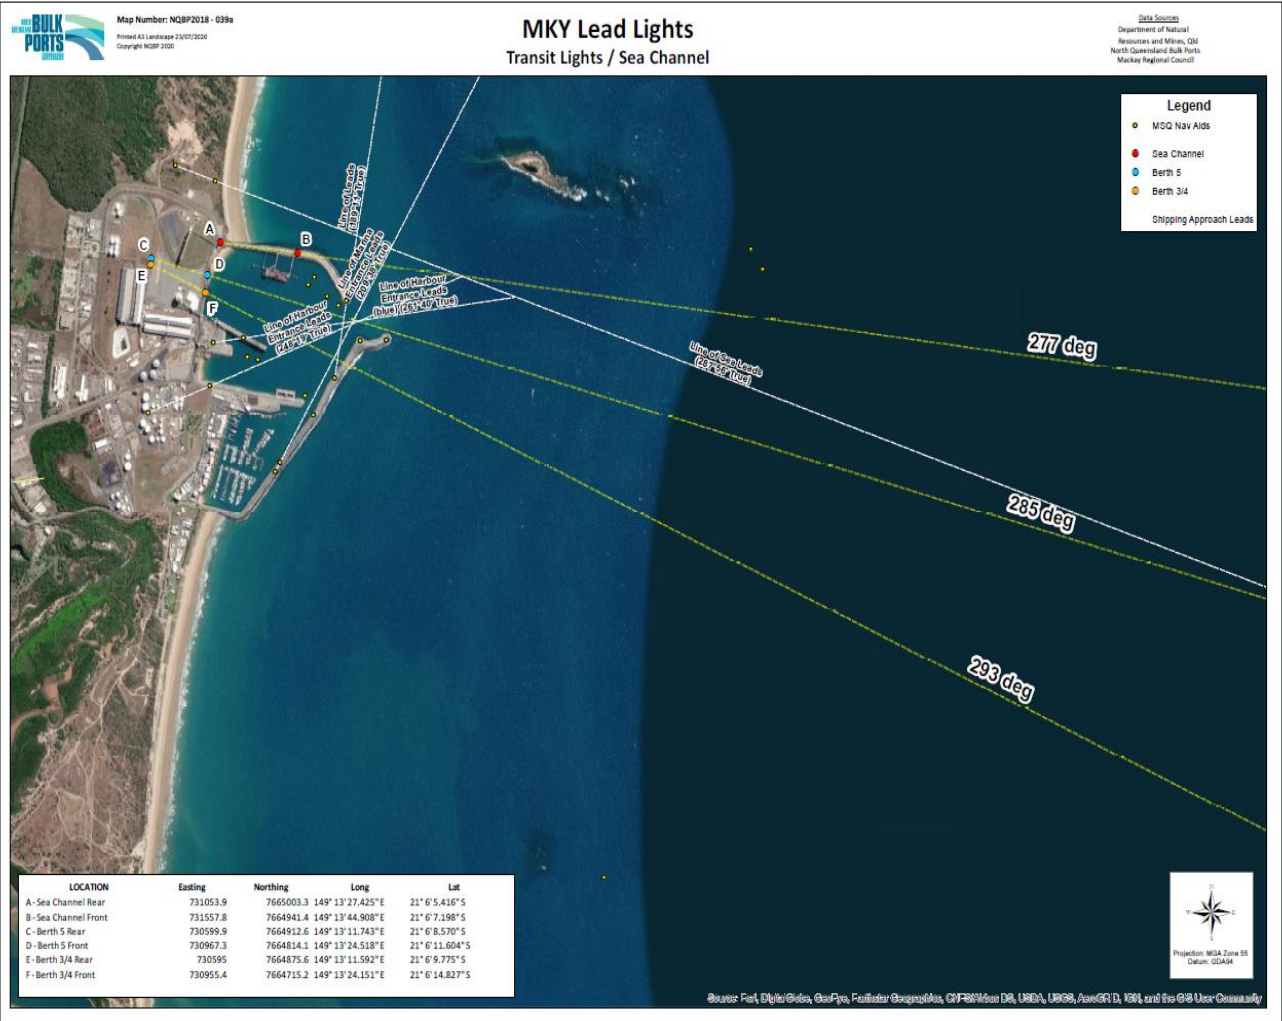 NORTH
QUEENSLAND
BULK
PORTS
CORPORATION
Map Number: NQBP2018 - 039a
Printed A3 Landscape 23/07/2020
Copyright NQBP 2020
MKY Lead Lights
Transit Lights / Sea Channel
Data Sources
Department of Natural
Resources and Mines, Qld
North Queensland Bulk Ports
Mackay Regional Council
Legend
MSQ Nav Aids
Sea Channel
Berth 5
Berth 3/4
Shipping Approach Leads
Line of Leads
(189°11' True)
Line of Marina
Entrance Leads
(209°38' True)
A
B
C
D
E
F
Line of Harbour
Entrance Leads
(blue) (261°40' True)
Line of Harbour
Entrance Leads
(248°19' True)
Line of Sea Leads
(287°56' True)
277 deg
285 deg
293 deg
LOCATION Easting Northing Long Lat
A - Sea Channel Rear 731053.9 7665003.3 149° 13'27.425" E 21° 6'5.416" S
B - Sea Channel Front 731557.8 7664941.4 149° 13'44.908" E 21° 6'7.198" S
C - Berth 5 Rear 730599.9 7664912.6 149° 13'11.743" E 21° 6'8.570" S
D - Berth 5 Front 730967.3 7664814.1 149° 13'24.518" E 21° 6'11.604" S
E - Berth 3/4 Rear 730595 7664875.6 149° 13'11.592" E 21° 6'9.775" S
F - Berth 3/4 Front 730955.4 7664715.2 149° 13'24.151" E 21° 6'14.827" S
N
W E
S
Projection: MGA Zone 55
Datum: GDA94
Source: Esri, DigitalGlobe, GeoEye, Earthstar Geographics, CNES/Airbus DS, USDA, USGS, AeroGRID, IGN, and the GIS User Community